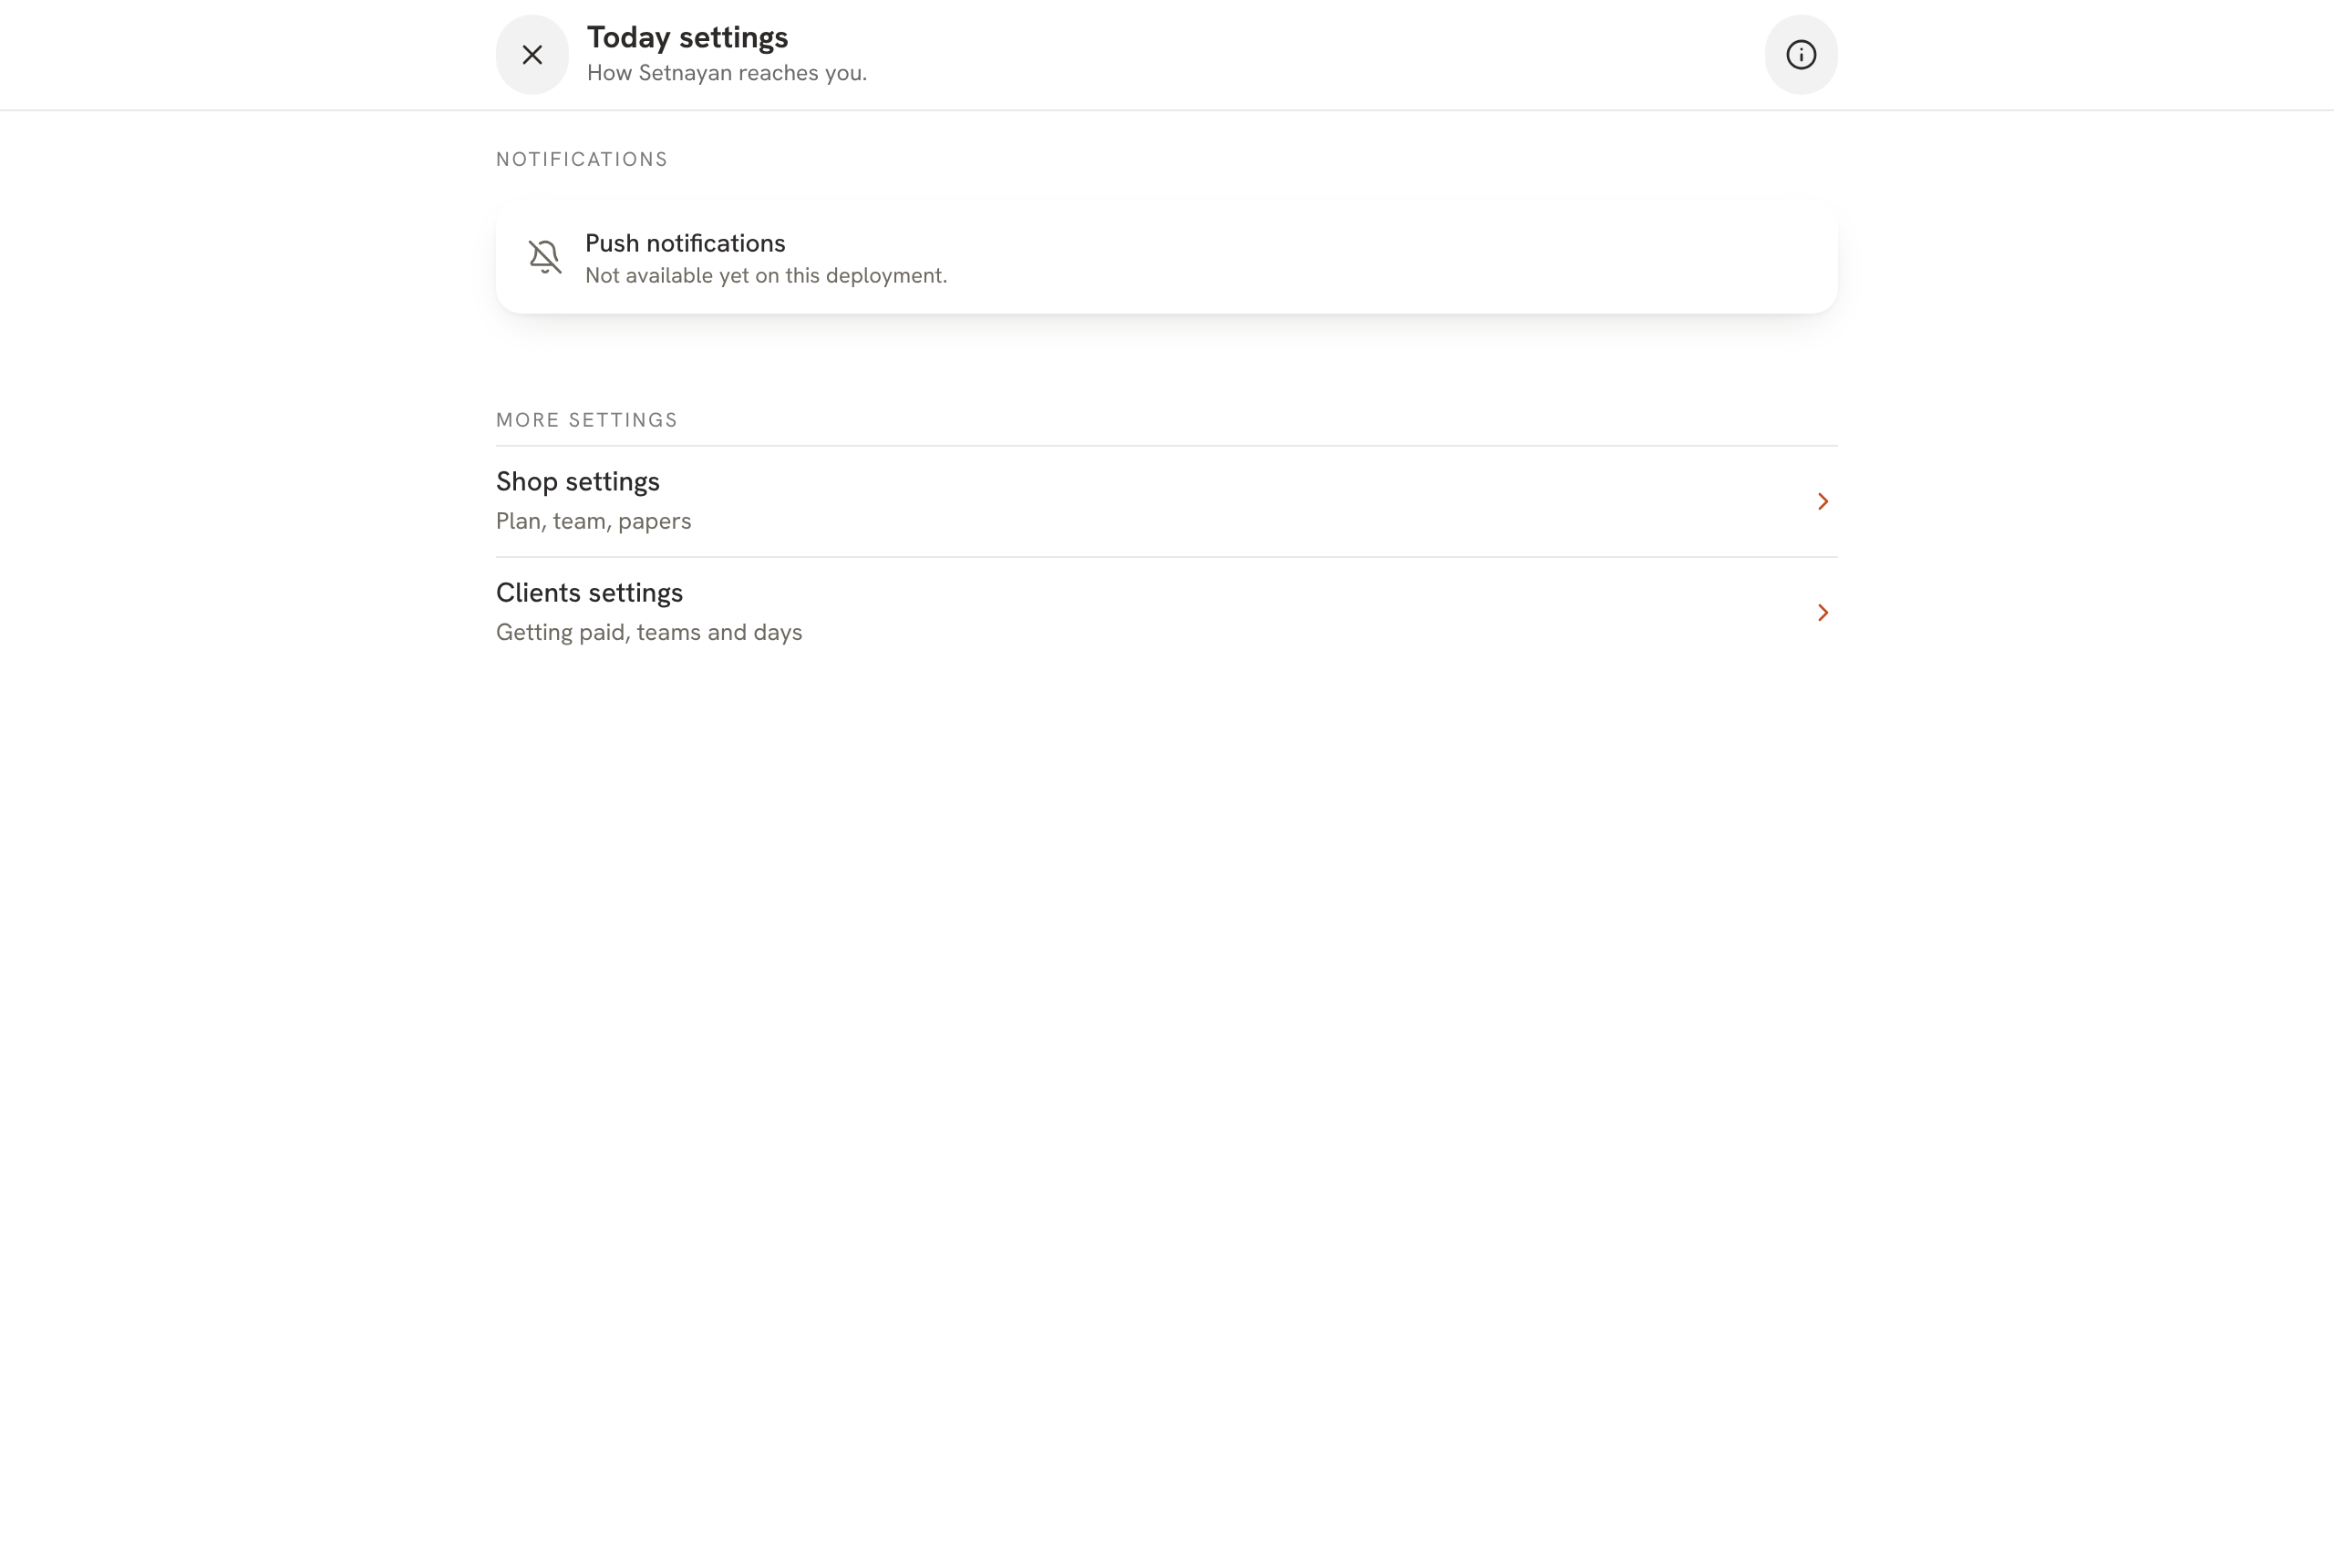 Today settings
How Setnayan reaches you.
NOTIFICATIONS
Push notifications
Not available yet on this deployment.
MORE SETTINGS
Shop settings
Plan, team, papers
Clients settings
Getting paid, teams and days